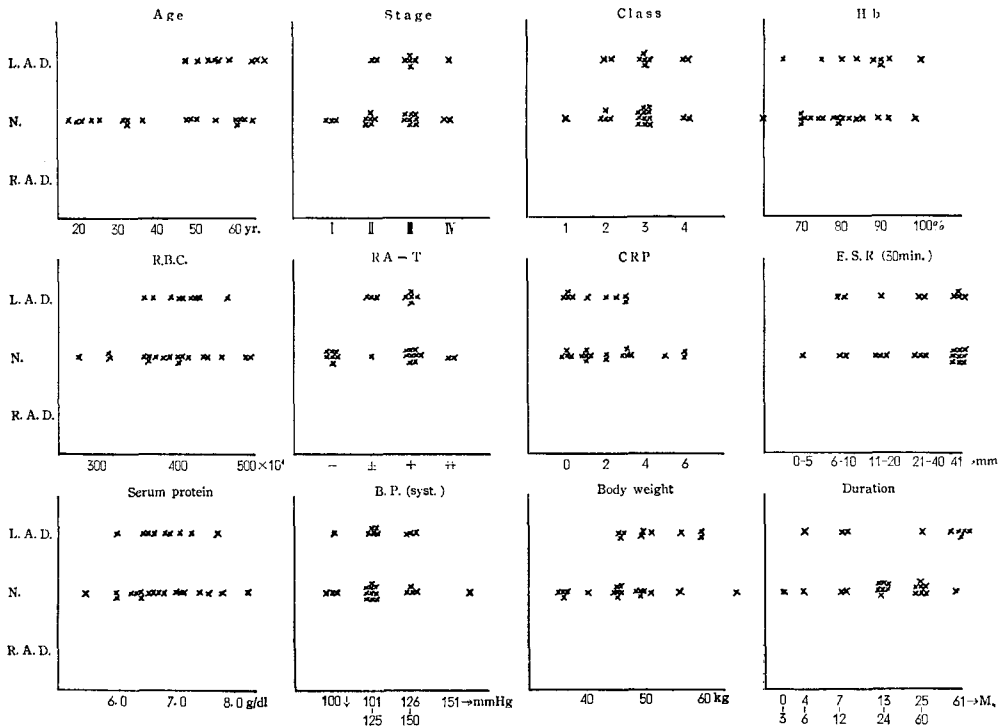 Age Stage Class Hb
L.A.D.
N.
R.A.D.
20 30 40 50 60 yr. I II III IV 1 2 3 4 70 80 90 100%
R.B.C. RA-T CRP E.S.R (30min.)
L.A.D.
N.
R.A.D.
300 400 500×10⁴ − ± + ++ 0 2 4 6 0-5 6-10 11-20 21-40 41→mm
Serum protein B.P. (syst.) Body weight Duration
L.A.D.
N.
R.A.D.
6.0 7.0 8.0 g/dl 100↓ 101 126 151→mmHg 40 50 60 kg 0 4 7 13 25 61→M.
125 150 3 6 12 24 60